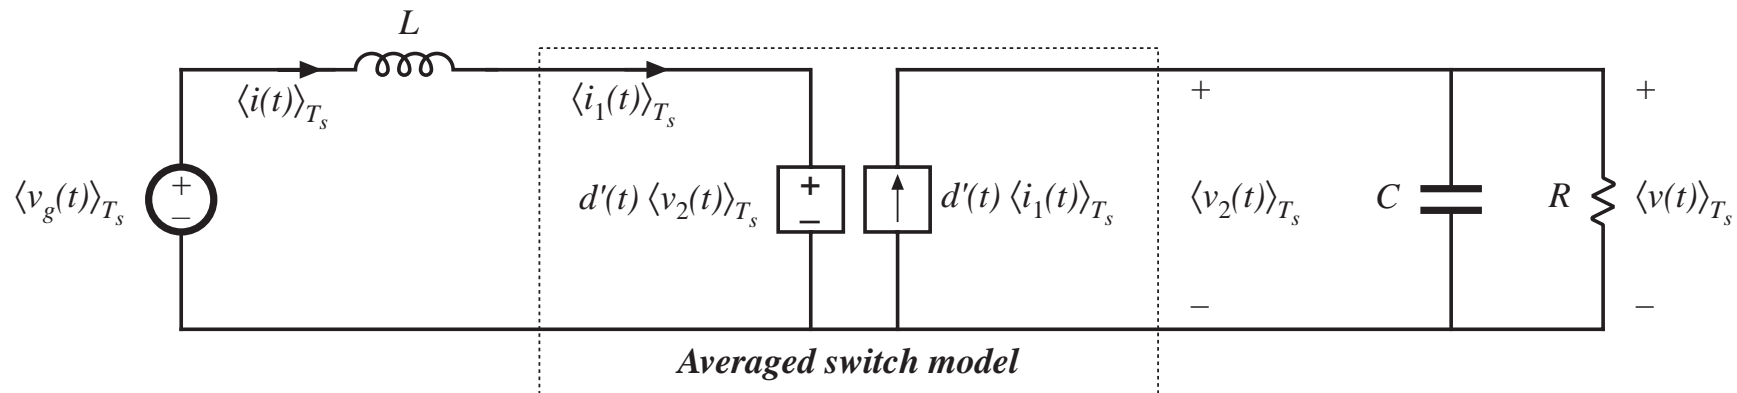 L
⟨i(t)⟩_{T_s}
⟨i_1(t)⟩_{T_s}
+
+
⟨v_g(t)⟩_{T_s}
+
–
d′(t) ⟨v_2(t)⟩_{T_s}
+
–
d′(t) ⟨i_1(t)⟩_{T_s}
⟨v_2(t)⟩_{T_s}
C
R
⟨v(t)⟩_{T_s}
–
–
Averaged switch model